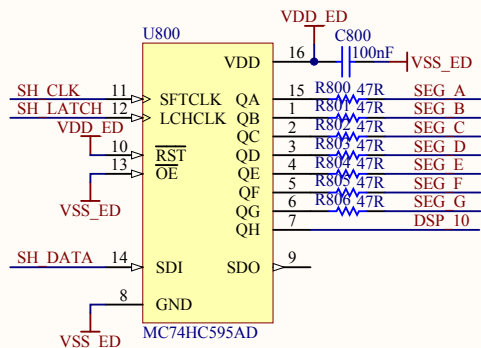 U800
VDD_ED
C800
100nF
VSS_ED
16
VDD
SH_CLK
11
SFTCLK
QA
15
R800
47R
SEG_A
SH_LATCH
12
LCHCLK
QB
1
R801
47R
SEG_B
QC
2
R802
47R
SEG_C
VDD_ED
10
RST
QD
3
R803
47R
SEG_D
13
OE
QE
4
R804
47R
SEG_E
VSS_ED
QF
5
R805
47R
SEG_F
QG
6
R806
47R
SEG_G
QH
7
DSP_10
SH_DATA
14
SDI
SDO
9
8
GND
VSS_ED
MC74HC595AD